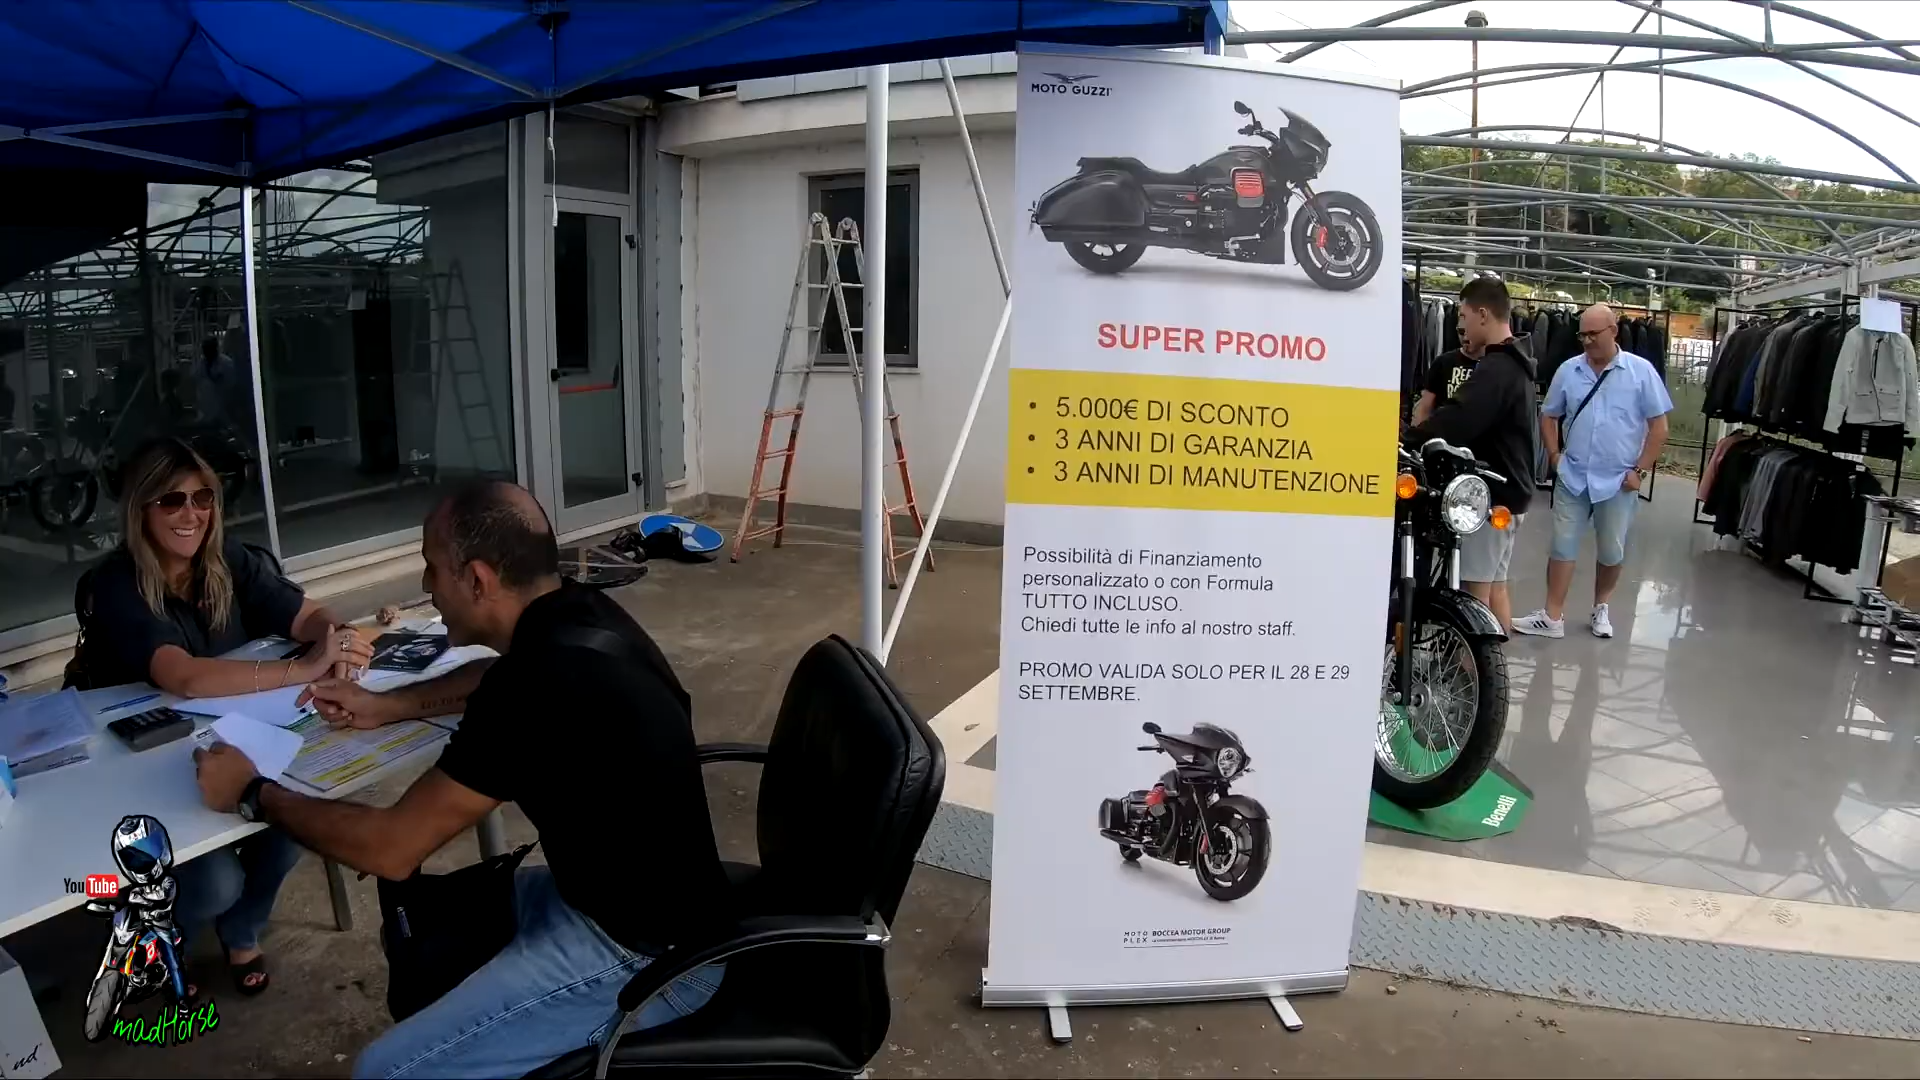 MOTO GUZZI
SUPER PROMO
• 5.000€ DI SCONTO
• 3 ANNI DI GARANZIA
• 3 ANNI DI MANUTENZIONE
Possibilità di Finanziamento
personalizzato o con Formula
TUTTO INCLUSO.
Chiedi tutte le info al nostro staff.
PROMO VALIDA SOLO PER IL 28 E 29
SETTEMBRE.
MOTO
PLEX
BOCCEA MOTOR GROUP
Benelli
YouTube
madHorse